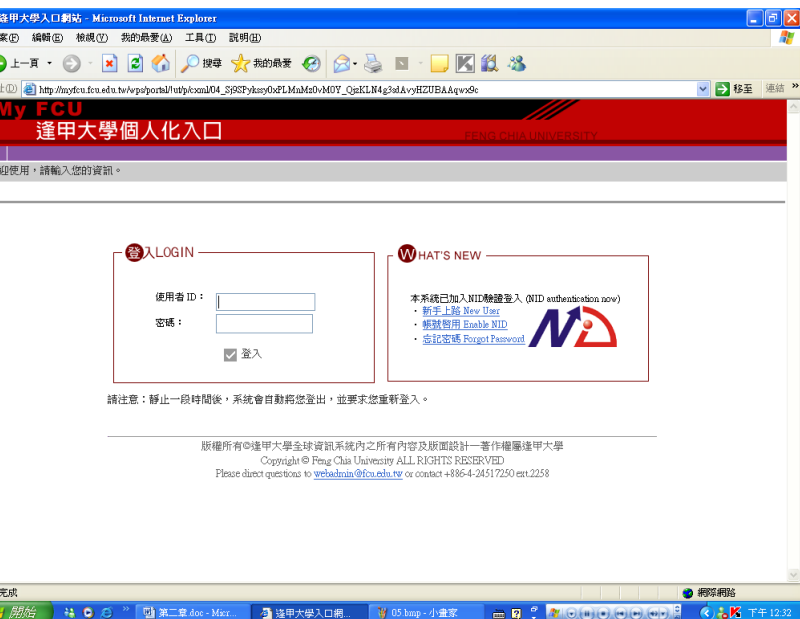 逢甲大學入口網站 - Microsoft Internet Explorer
案(F) 編輯(E) 檢視(V) 我的最愛(A) 工具(T) 說明(H)
上一頁 搜尋 我的最愛
址(D) http://myfcu.fcu.edu.tw/wps/portal/!ut/p/cxml/04_Sj9SPykssy0xPLMnMz0vM0Y_QjzKLN4g3sdAvyHZUBAAqwx9c 移至 連結 »
My FCU
逢甲大學個人化入口
FENG CHIA UNIVERSITY
迎使用，請輸入您的資訊。
登入LOGIN
使用者 ID：
密碼：
登入
WHAT'S NEW
本系統已加入NID驗證登入 (NID authentication now)
· 新手上路 New User
· 帳號啓用 Enable NID
· 忘記密碼 Forgot Password
NID
請注意：靜止一段時間後，系統會自動將您登出，並要求您重新登入。
版權所有©逢甲大學全球資訊系統內之所有內容及版面設計—著作權屬逢甲大學
Copyright © Feng Chia University ALL RIGHTS RESERVED
Please direct questions to webadmin@fcu.edu.tw or contact +886-4-24517250 ext.2258
完成 網際網路
開始 » 第二章.doc - Micr... 逢甲大學入口網... 05.bmp - 小畫家 下午 12:32